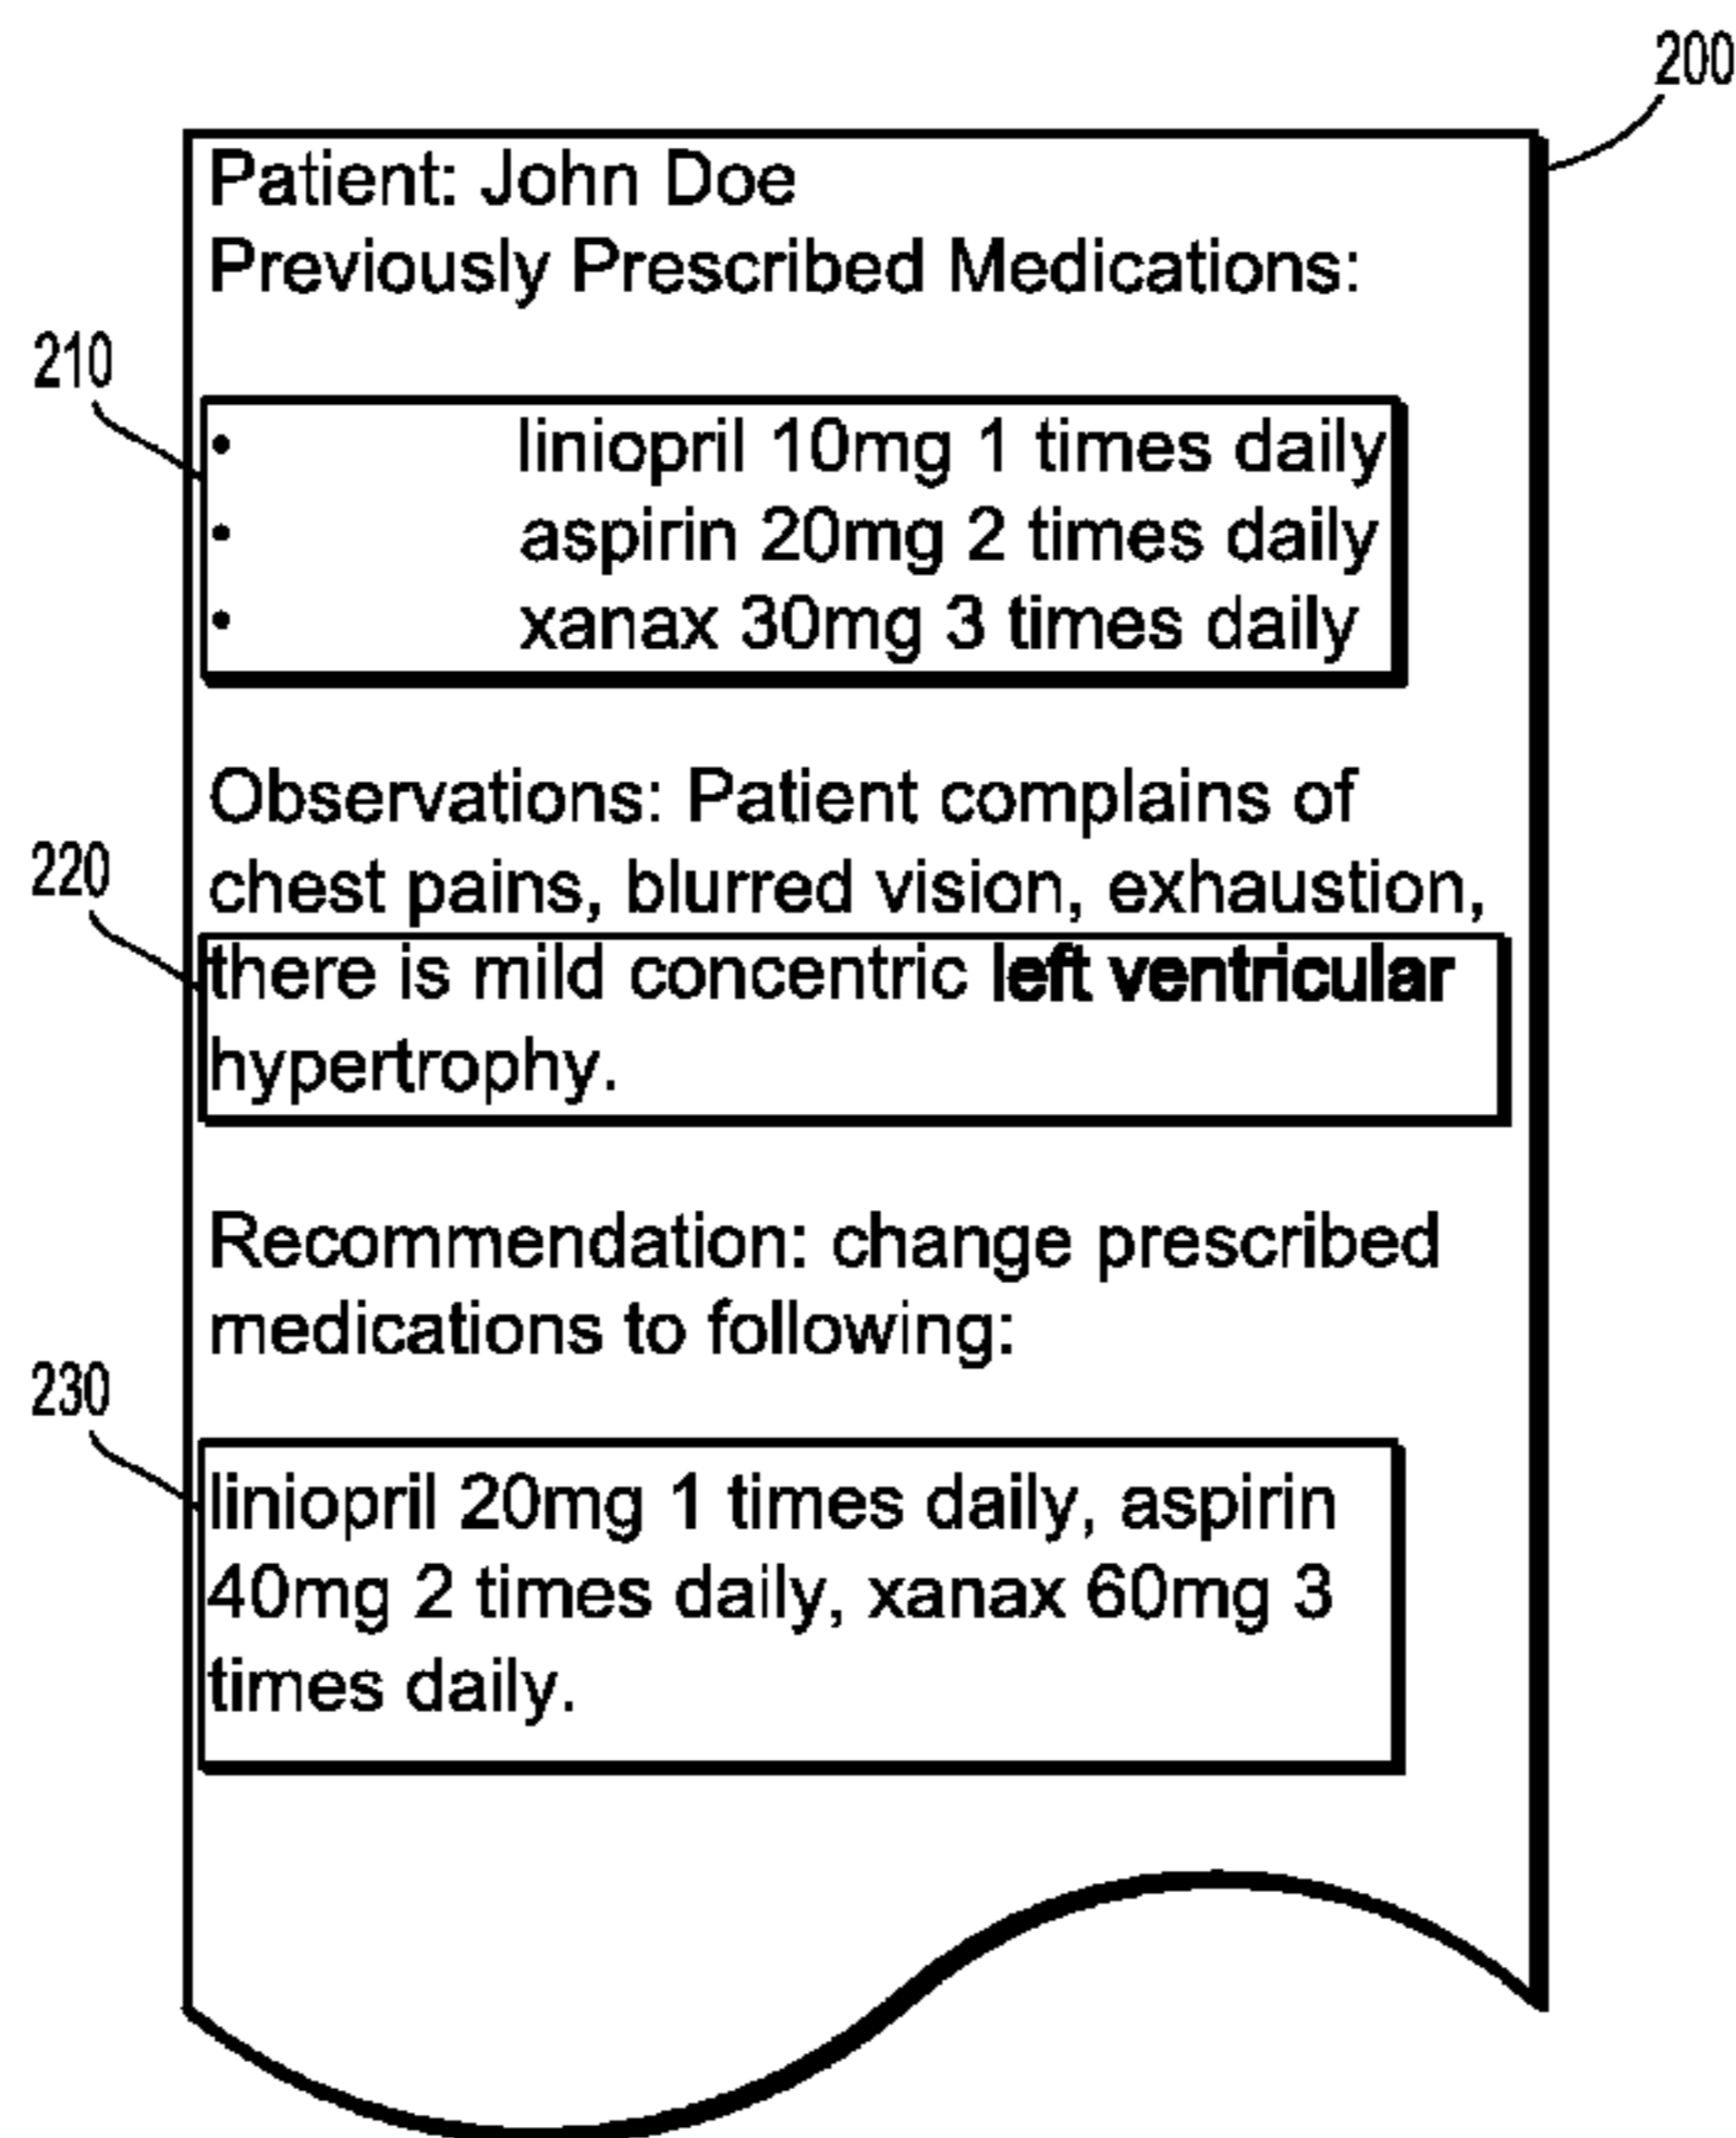 200
Patient: John Doe
Previously Prescribed Medications:
210
• liniopril 10mg 1 times daily
• aspirin 20mg 2 times daily
• xanax 30mg 3 times daily
Observations: Patient complains of
220
chest pains, blurred vision, exhaustion,
there is mild concentric left ventricular
hypertrophy.
Recommendation: change prescribed
medications to following:
230
liniopril 20mg 1 times daily, aspirin
40mg 2 times daily, xanax 60mg 3
times daily.